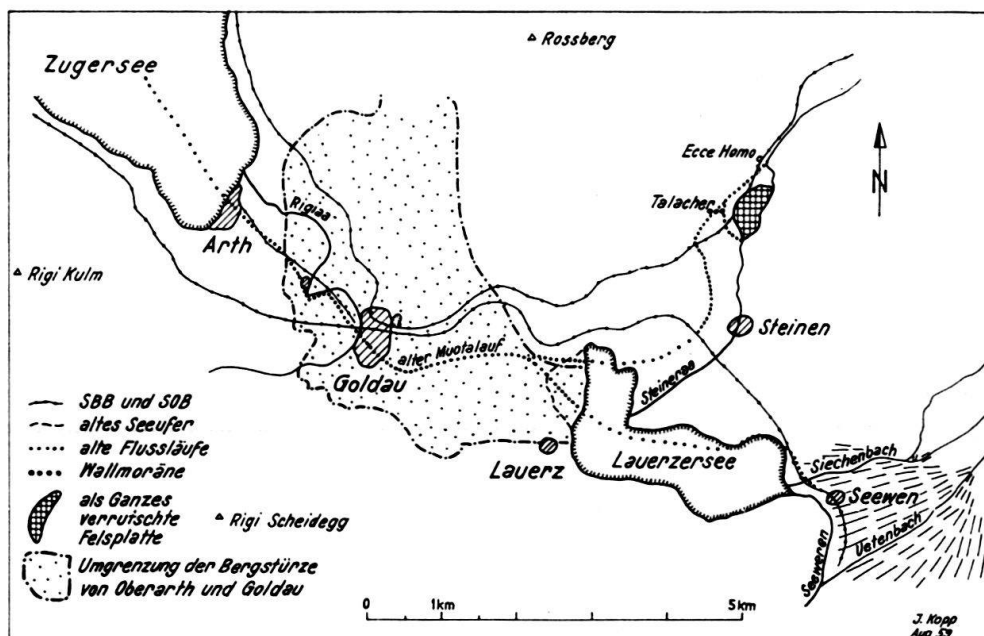 Rossberg
Zugersee
Ecce Homo
N
Talacher
Rigiaa
Arth
Rigi Kulm
Steinen
alter Muotalauf
Goldau
Steineraa
SBB und SOB
altes Seeufer
alte Flussläufe
Wallmoräne
Lauerz
Lauerzersee
Siechenbach
Seewen
als Ganzes
verrutschte
Felsplatte
Rigi Scheidegg
Uetenbach
Seeweren
Umgrenzung der Bergstürze
von Oberarth und Goldau
0 1km 5km
J. Kopp
Aug. 53